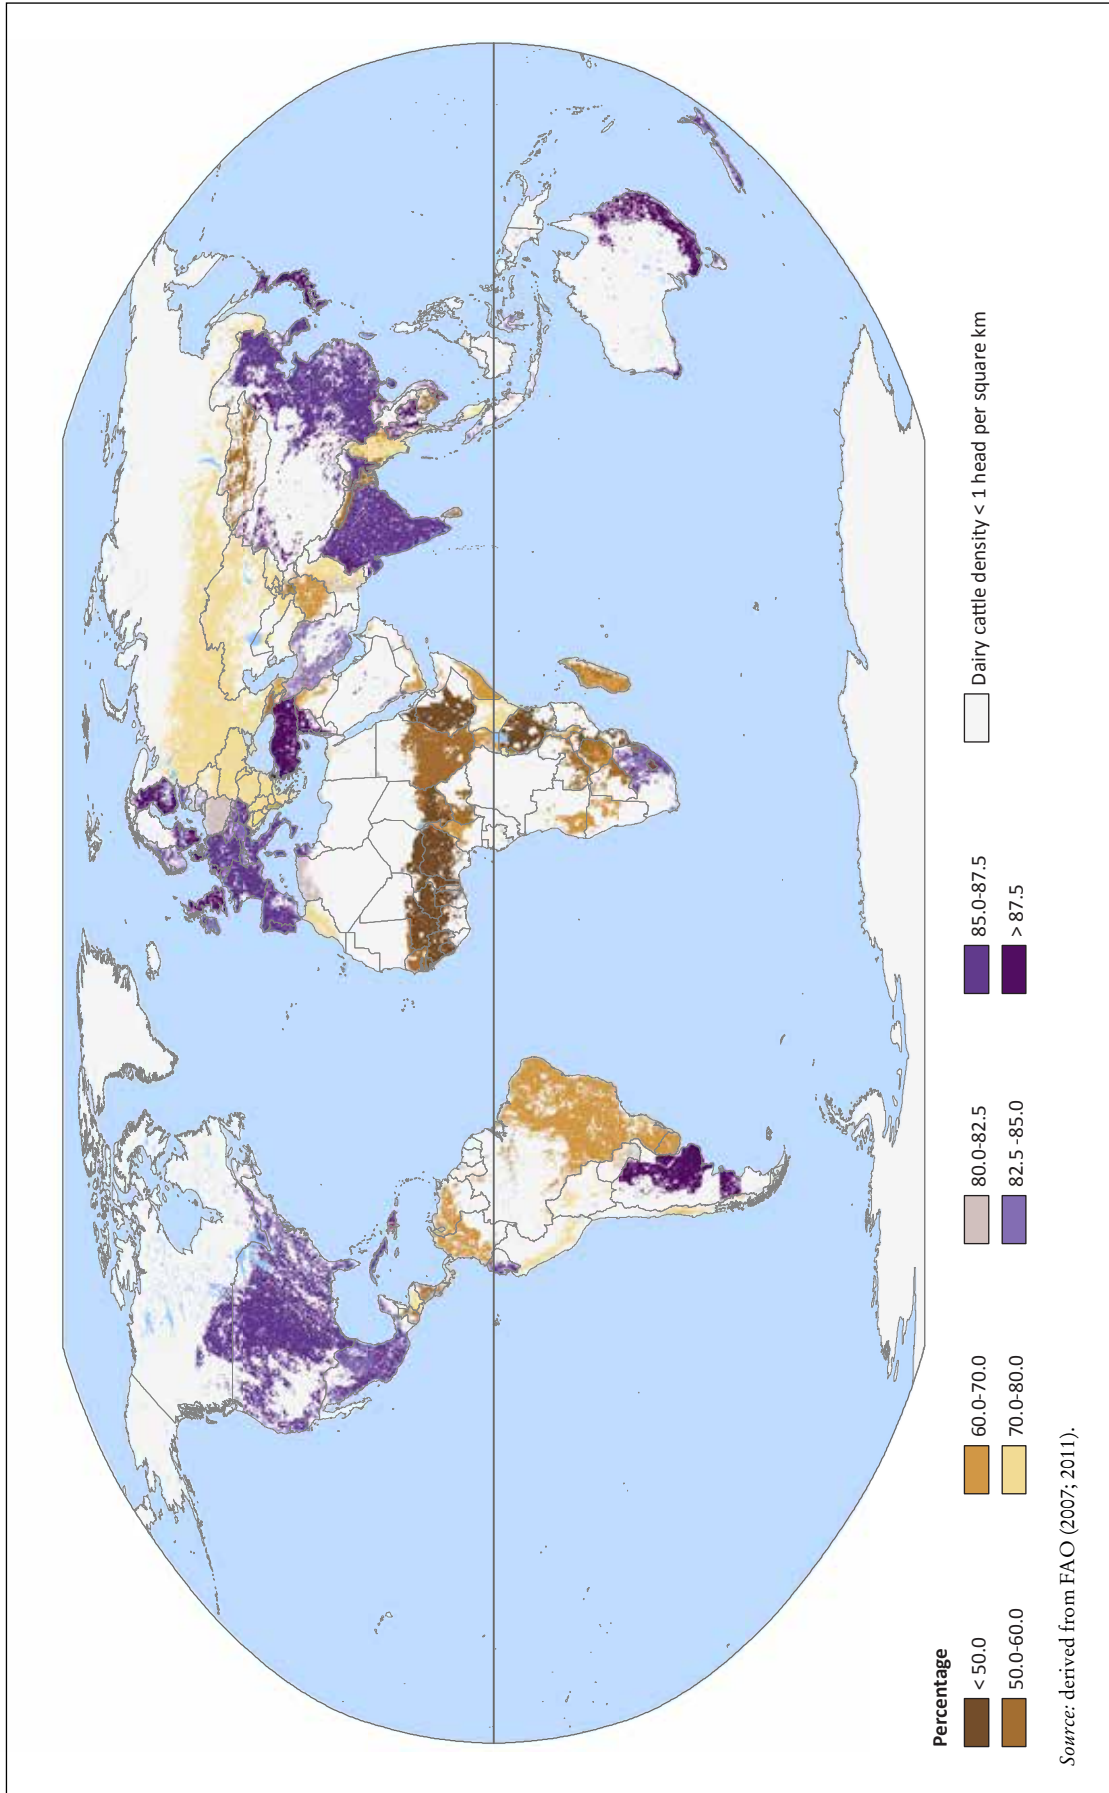 Percentage
< 50.0
50.0-60.0
60.0-70.0
70.0-80.0
80.0-82.5
82.5 -85.0
85.0-87.5
> 87.5
Dairy cattle density < 1 head per square km
Source: derived from FAO (2007; 2011).